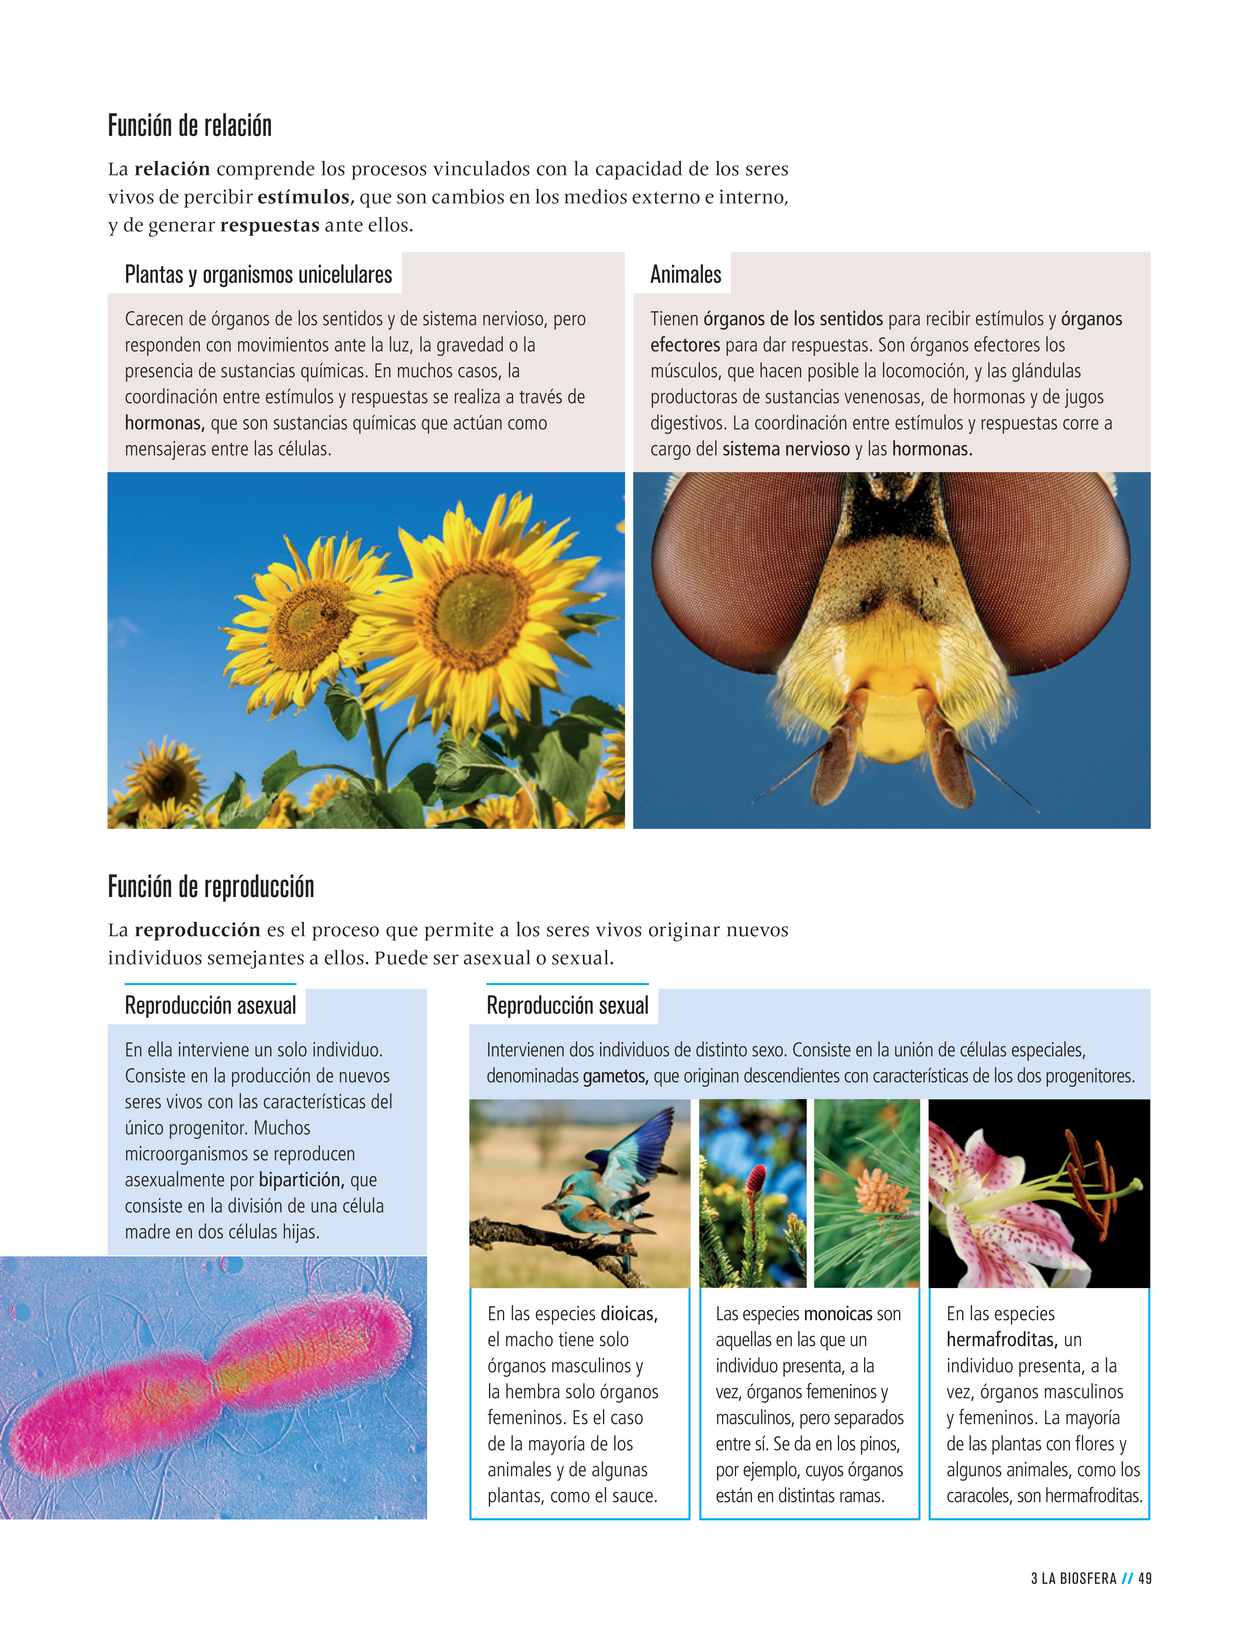 Función de relación
La relación comprende los procesos vinculados con la capacidad de los seres
vivos de percibir estímulos, que son cambios en los medios externo e interno,
y de generar respuestas ante ellos.
Plantas y organismos unicelulares
Carecen de órganos de los sentidos y de sistema nervioso, pero
responden con movimientos ante la luz, la gravedad o la
presencia de sustancias químicas. En muchos casos, la
coordinación entre estímulos y respuestas se realiza a través de
hormonas, que son sustancias químicas que actúan como
mensajeras entre las células.
Animales
Tienen órganos de los sentidos para recibir estímulos y órganos
efectores para dar respuestas. Son órganos efectores los
músculos, que hacen posible la locomoción, y las glándulas
productoras de sustancias venenosas, de hormonas y de jugos
digestivos. La coordinación entre estímulos y respuestas corre a
cargo del sistema nervioso y las hormonas.
Función de reproducción
La reproducción es el proceso que permite a los seres vivos originar nuevos
individuos semejantes a ellos. Puede ser asexual o sexual.
Reproducción asexual
En ella interviene un solo individuo.
Consiste en la producción de nuevos
seres vivos con las características del
único progenitor. Muchos
microorganismos se reproducen
asexualmente por bipartición, que
consiste en la división de una célula
madre en dos células hijas.
Reproducción sexual
Intervienen dos individuos de distinto sexo. Consiste en la unión de células especiales,
denominadas gametos, que originan descendientes con características de los dos progenitores.
En las especies dioicas,
el macho tiene solo
órganos masculinos y
la hembra solo órganos
femeninos. Es el caso
de la mayoría de los
animales y de algunas
plantas, como el sauce.
Las especies monoicas son
aquellas en las que un
individuo presenta, a la
vez, órganos femeninos y
masculinos, pero separados
entre sí. Se da en los pinos,
por ejemplo, cuyos órganos
están en distintas ramas.
En las especies
hermafroditas, un
individuo presenta, a la
vez, órganos masculinos
y femeninos. La mayoría
de las plantas con flores y
algunos animales, como los
caracoles, son hermafroditas.
3 LA BIOSFERA // 49